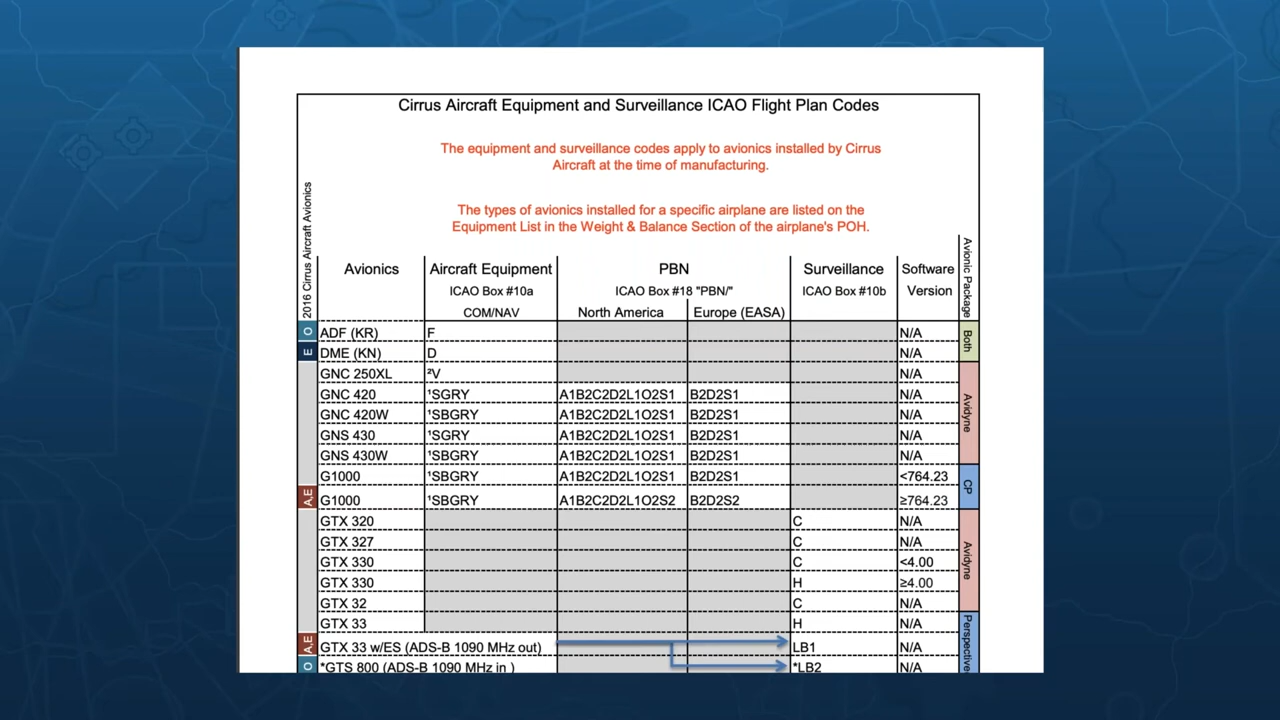 Cirrus Aircraft Equipment and Surveillance ICAO Flight Plan Codes
The equipment and surveillance codes apply to avionics installed by Cirrus
Aircraft at the time of manufacturing.
The types of avionics installed for a specific airplane are listed on the
Equipment List in the Weight & Balance Section of the airplane's POH.
2016 Cirrus Aircraft Avionics
Avionics Aircraft Equipment PBN Surveillance Software
ICAO Box #10a ICAO Box #18 "PBN/" ICAO Box #10b Version
COM/NAV North America Europe (EASA)
Avionic Package
O ADF (KR) F N/A
Both
E DME (KN) D N/A
GNC 250XL ²V N/A
GNC 420 ¹SGRY A1B2C2D2L1O2S1 B2D2S1 N/A
Avidyne
GNC 420W ¹SBGRY A1B2C2D2L1O2S1 B2D2S1 N/A
GNS 430 ¹SGRY A1B2C2D2L1O2S1 B2D2S1 N/A
GNS 430W ¹SBGRY A1B2C2D2L1O2S1 B2D2S1 N/A
G1000 ¹SBGRY A1B2C2D2L1O2S1 B2D2S1 <764.23
CP
A,E G1000 ¹SBGRY A1B2C2D2L1O2S2 B2D2S2 ≥764.23
GTX 320 C N/A
GTX 327 C N/A
GTX 330 C <4.00
Avidyne
GTX 330 H ≥4.00
GTX 32 C N/A
GTX 33 H N/A
Perspective
A,E GTX 33 w/ES (ADS-B 1090 MHz out) LB1 N/A
O *GTS 800 (ADS-B 1090 MHz in ) *LB2 N/A